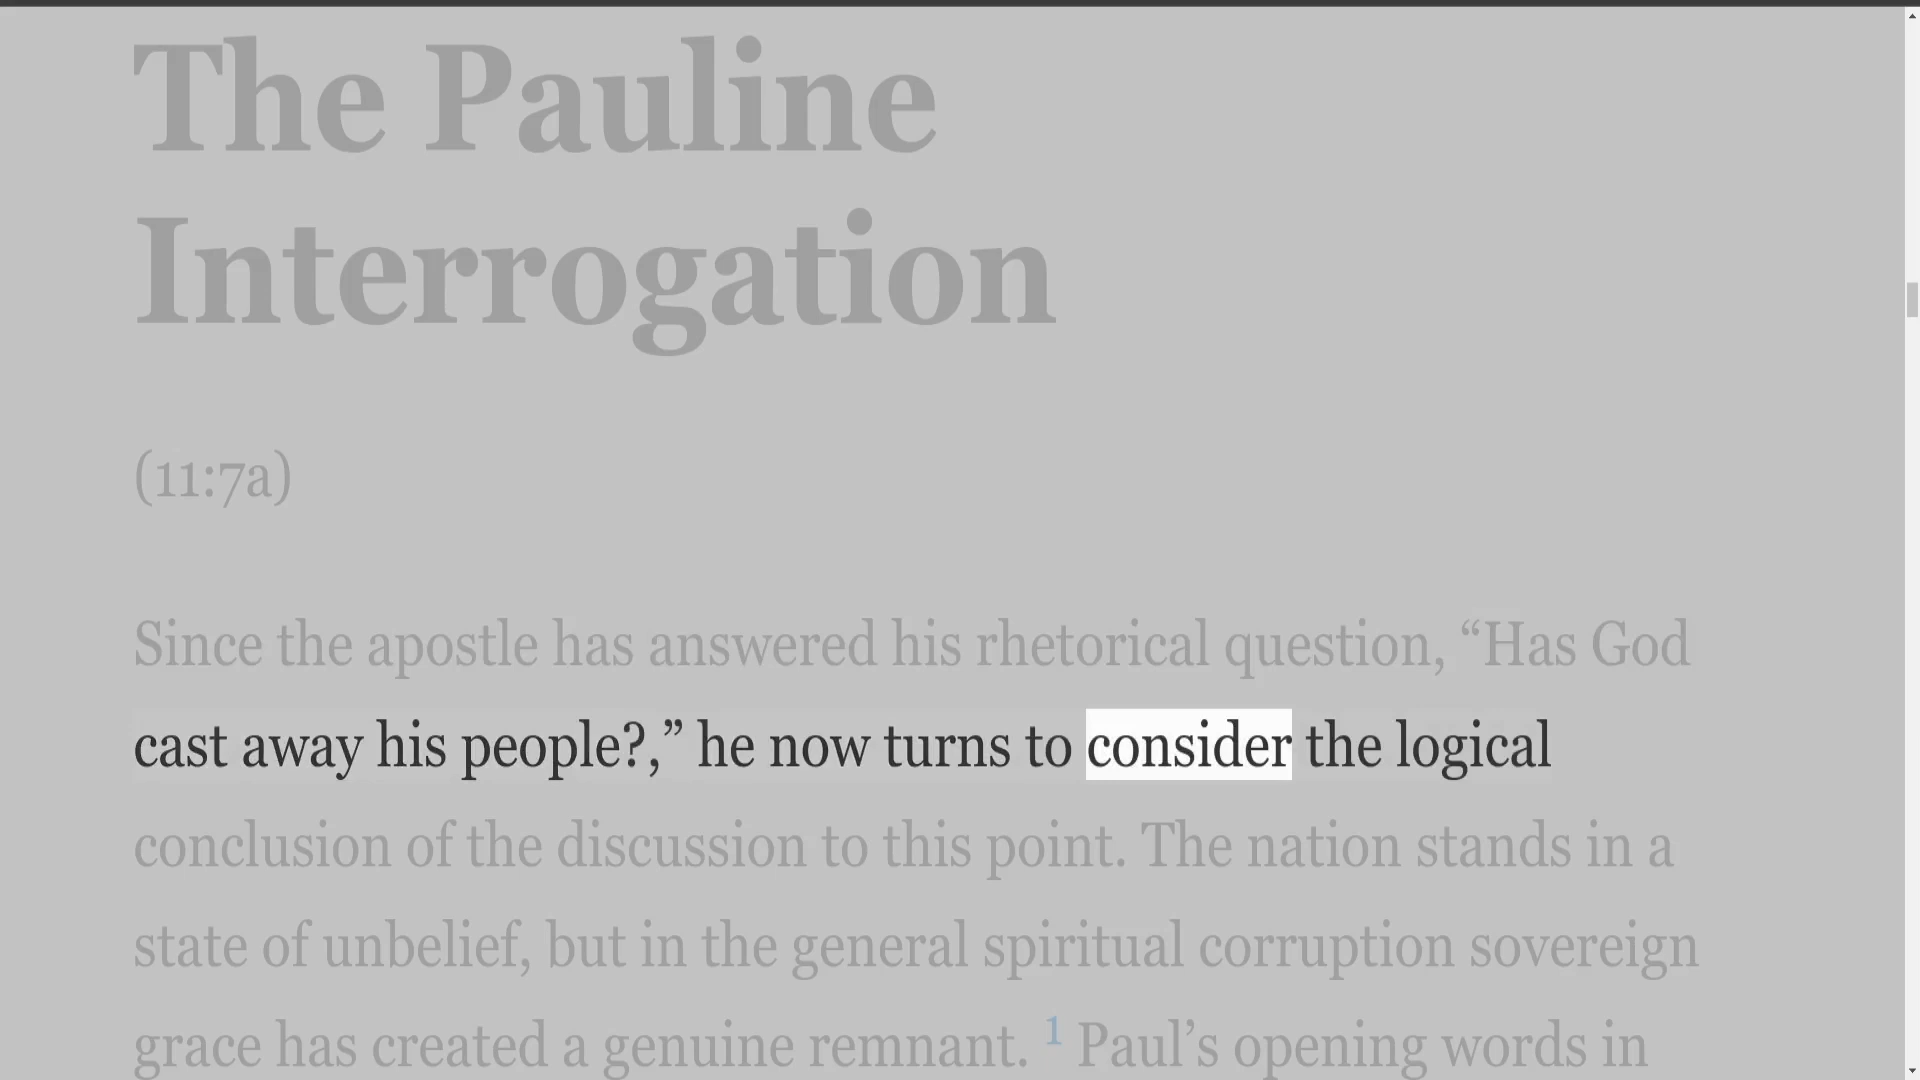 The Pauline
Interrogation
(11:7a)
Since the apostle has answered his rhetorical question, “Has God
cast away his people?,” he now turns to consider the logical
conclusion of the discussion to this point. The nation stands in a
state of unbelief, but in the general spiritual corruption sovereign
grace has created a genuine remnant. 1 Paul’s opening words in